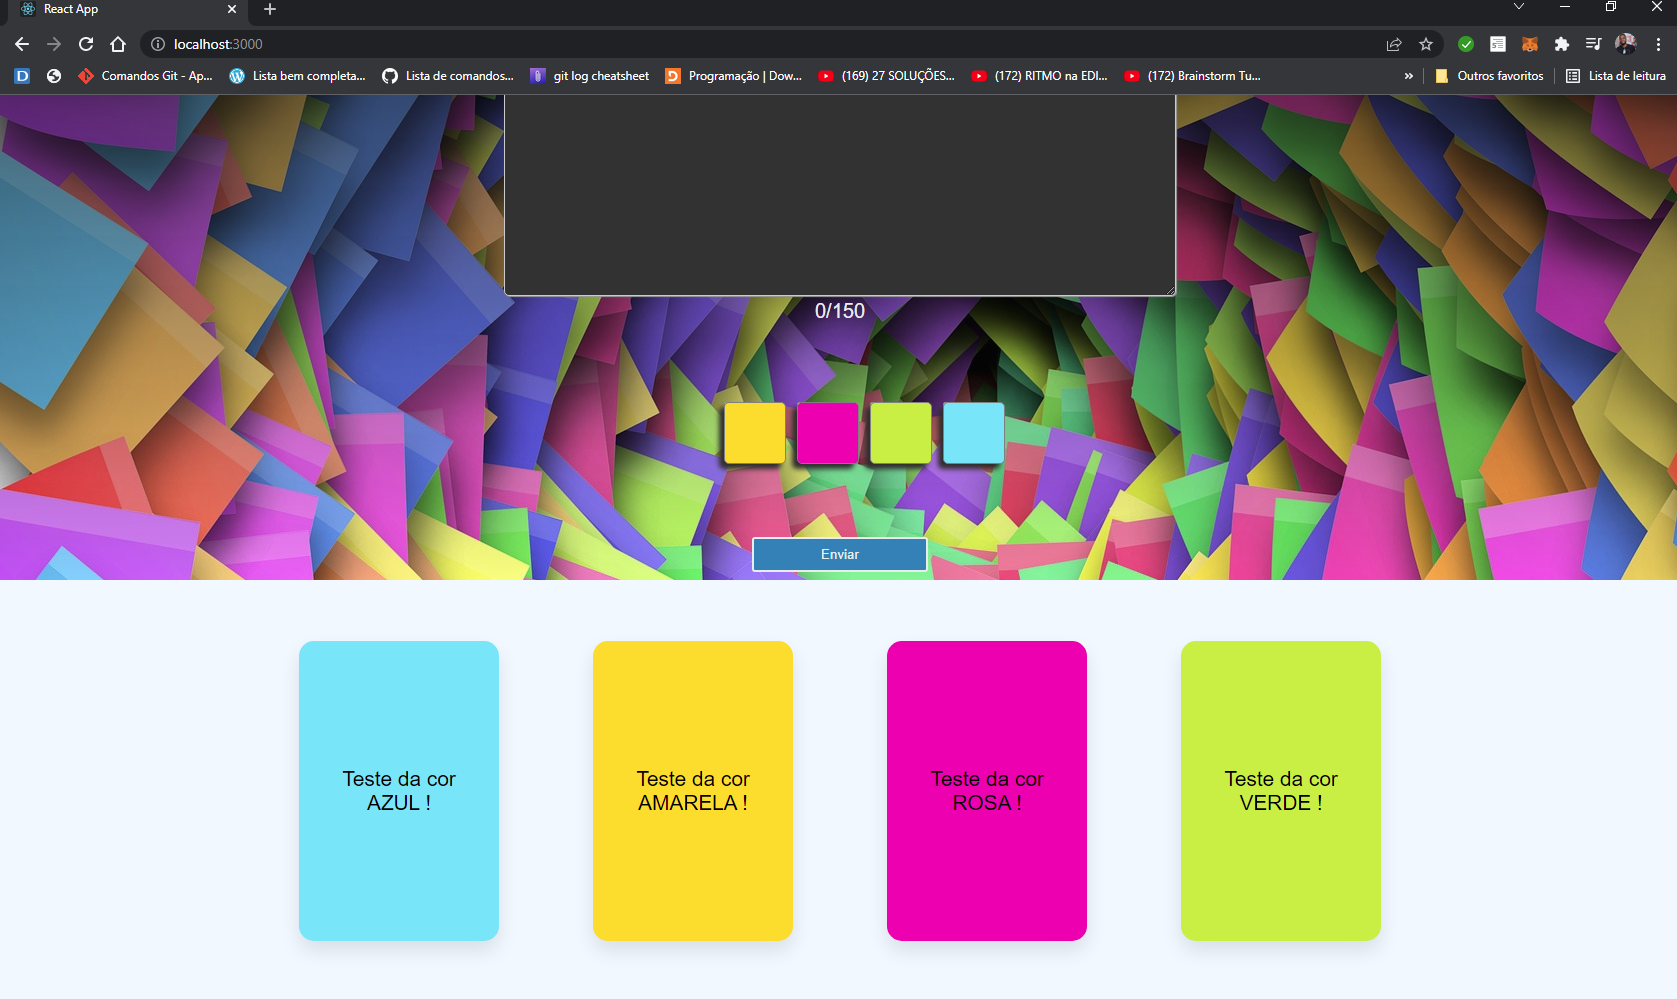 React App
localhost:3000
Comandos Git - Ap...
Lista bem completa...
Lista de comandos...
git log cheatsheet
Programação | Dow...
(169) 27 SOLUÇÕES...
(172) RITMO na EDI...
(172) Brainstorm Tu...
»
Outros favoritos
Lista de leitura
0/150
Enviar
Teste da cor
AZUL !
Teste da cor
AMARELA !
Teste da cor
ROSA !
Teste da cor
VERDE !